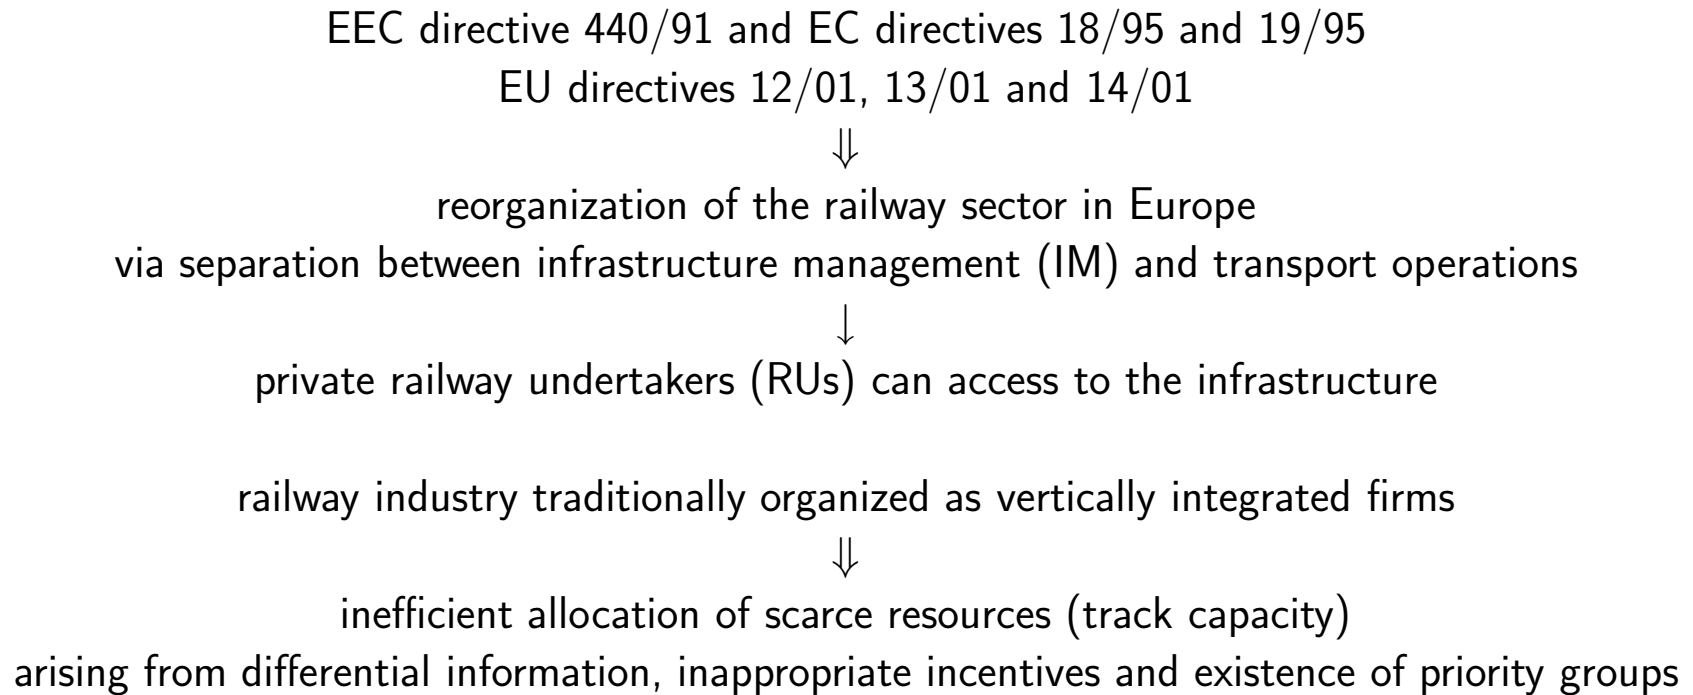 EEC directive 440/91 and EC directives 18/95 and 19/95
EU directives 12/01, 13/01 and 14/01
⇓
reorganization of the railway sector in Europe
via separation between infrastructure management (IM) and transport operations
↓
private railway undertakers (RUs) can access to the infrastructure
railway industry traditionally organized as vertically integrated firms
⇓
inefficient allocation of scarce resources (track capacity)
arising from differential information, inappropriate incentives and existence of priority groups